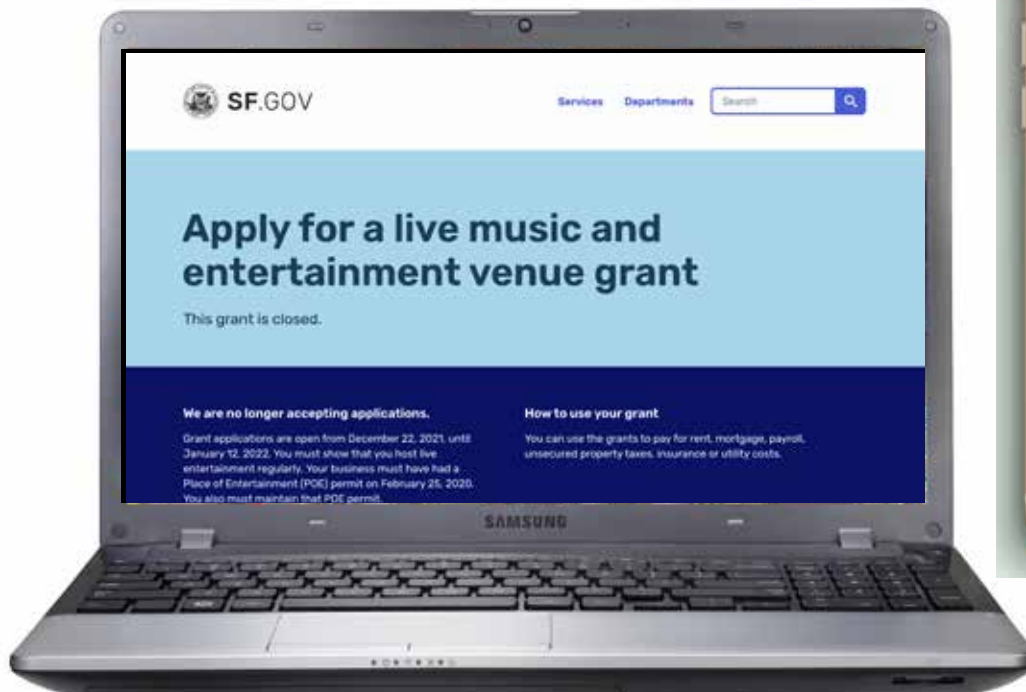 SF.GOV
Services Departments Search
Apply for a live music and
entertainment venue grant
This grant is closed.
We are no longer accepting applications.
Grant applications are open from December 22, 2021, until
January 12, 2022. You must show that you host live
entertainment regularly. Your business must have had a
Place of Entertainment (POE) permit on February 25, 2020.
You also must maintain that POE permit.
How to use your grant
You can use the grants to pay for rent, mortgage, payroll,
unsecured property taxes, insurance or utility costs.
SAMSUNG